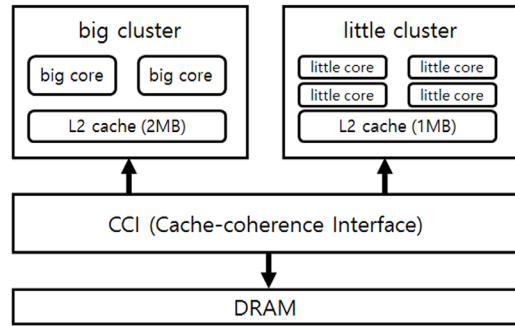 big cluster
big core
big core
L2 cache (2MB)
little cluster
little core
little core
little core
little core
L2 cache (1MB)
CCI (Cache-coherence Interface)
DRAM